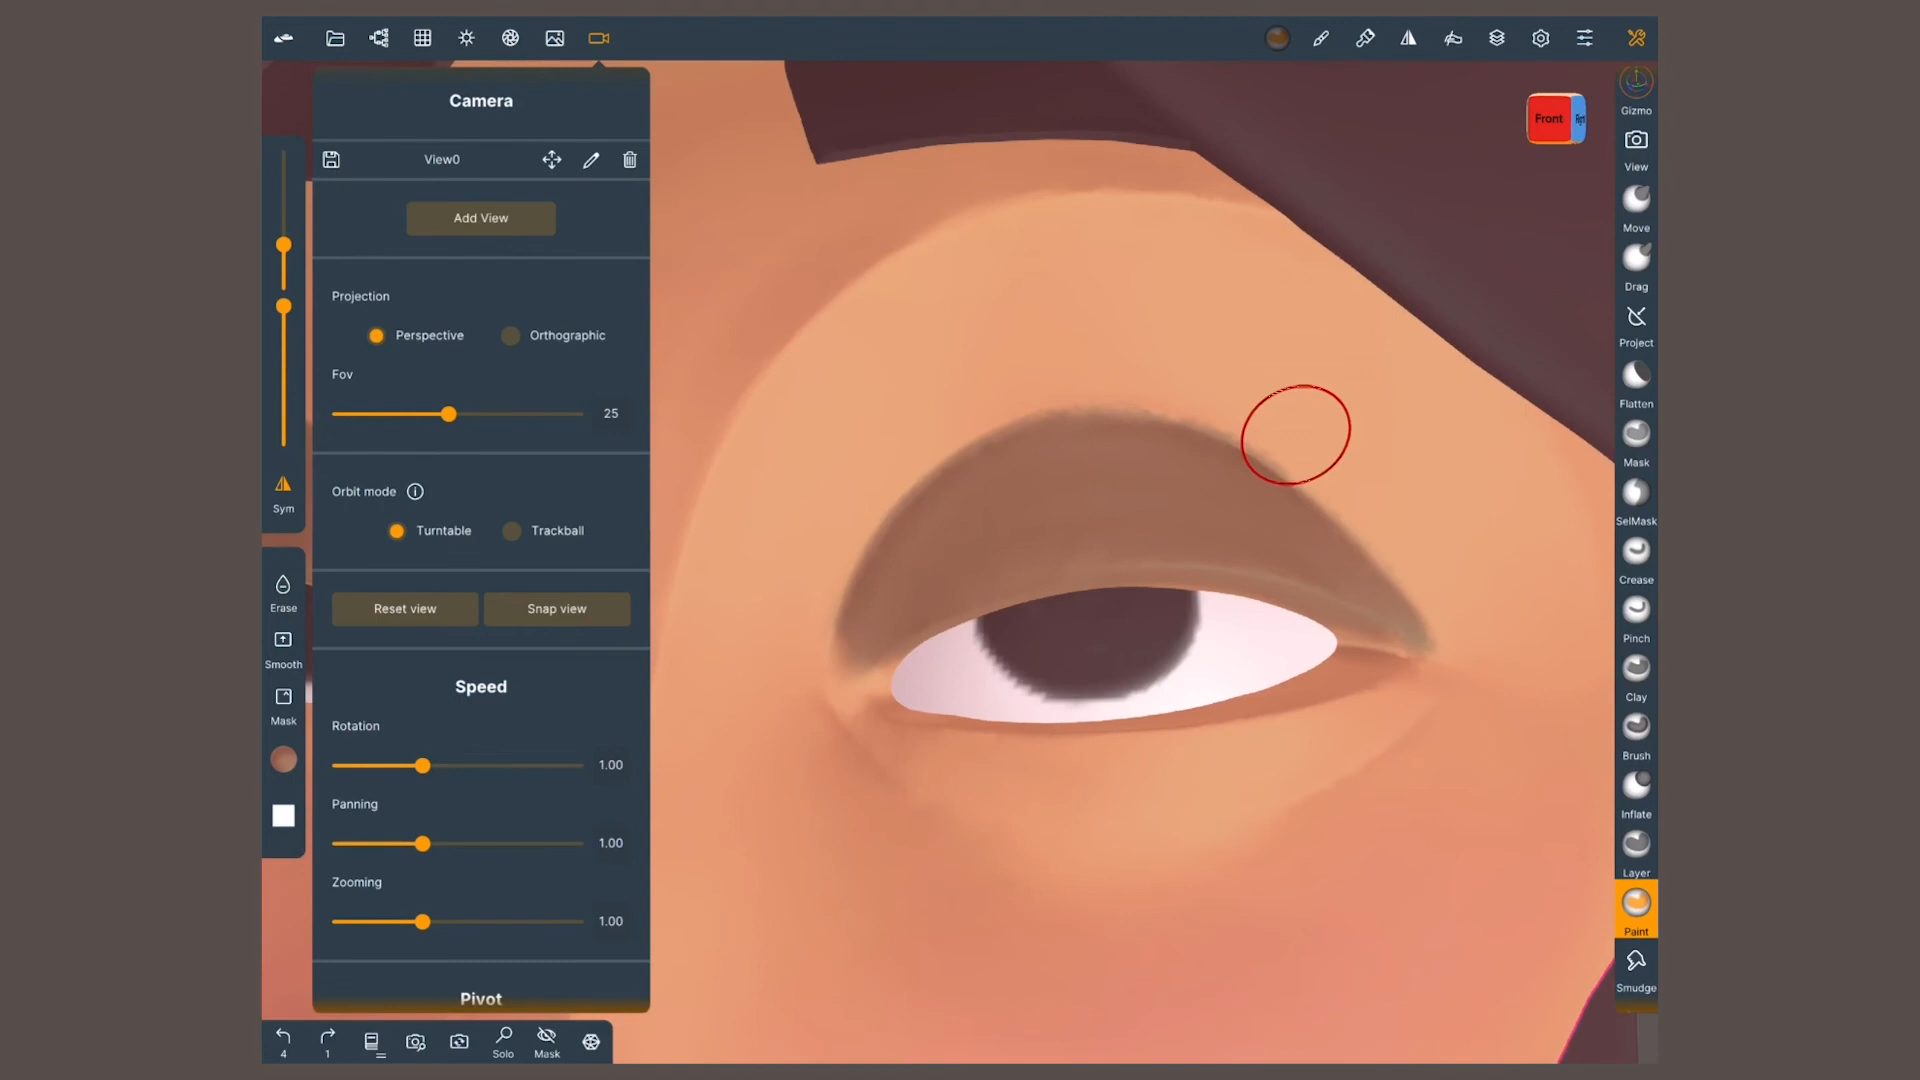 Camera
View0
Add View
Projection
Perspective
Orthographic
Fov
25
Orbit mode
Turntable
Trackball
Reset view
Snap view
Speed
Rotation
1.00
Panning
1.00
Zooming
1.00
Pivot
Sym
Erase
Smooth
Mask
4
1
Solo
Mask
Front
Gizmo
View
Move
Drag
Project
Flatten
Mask
SelMask
Crease
Pinch
Clay
Brush
Inflate
Layer
Paint
Smudge